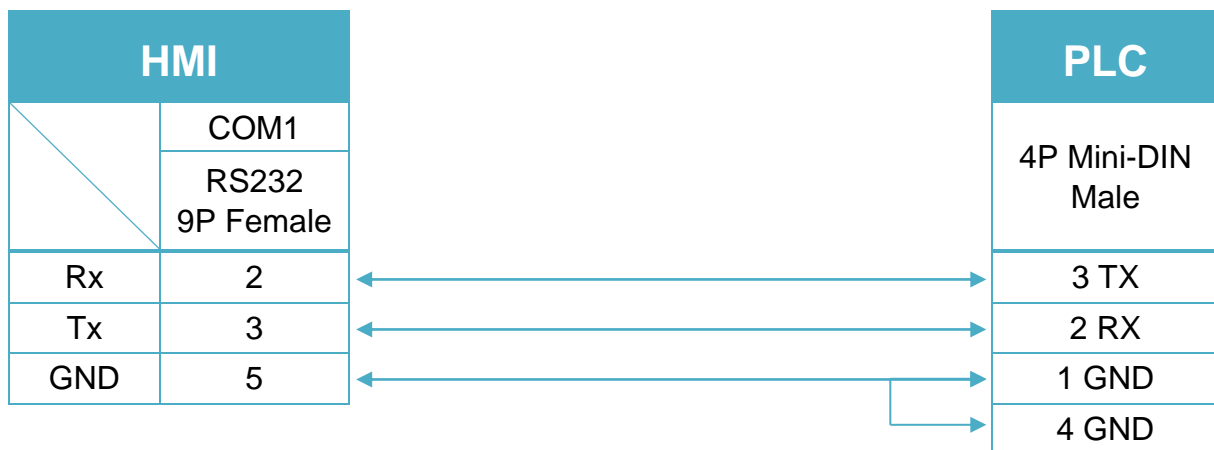 HMI
PLC
COM1
RS232
9P Female
4P Mini-DIN
Male
Rx 2 3 TX
Tx 3 2 RX
GND 5 1 GND
4 GND